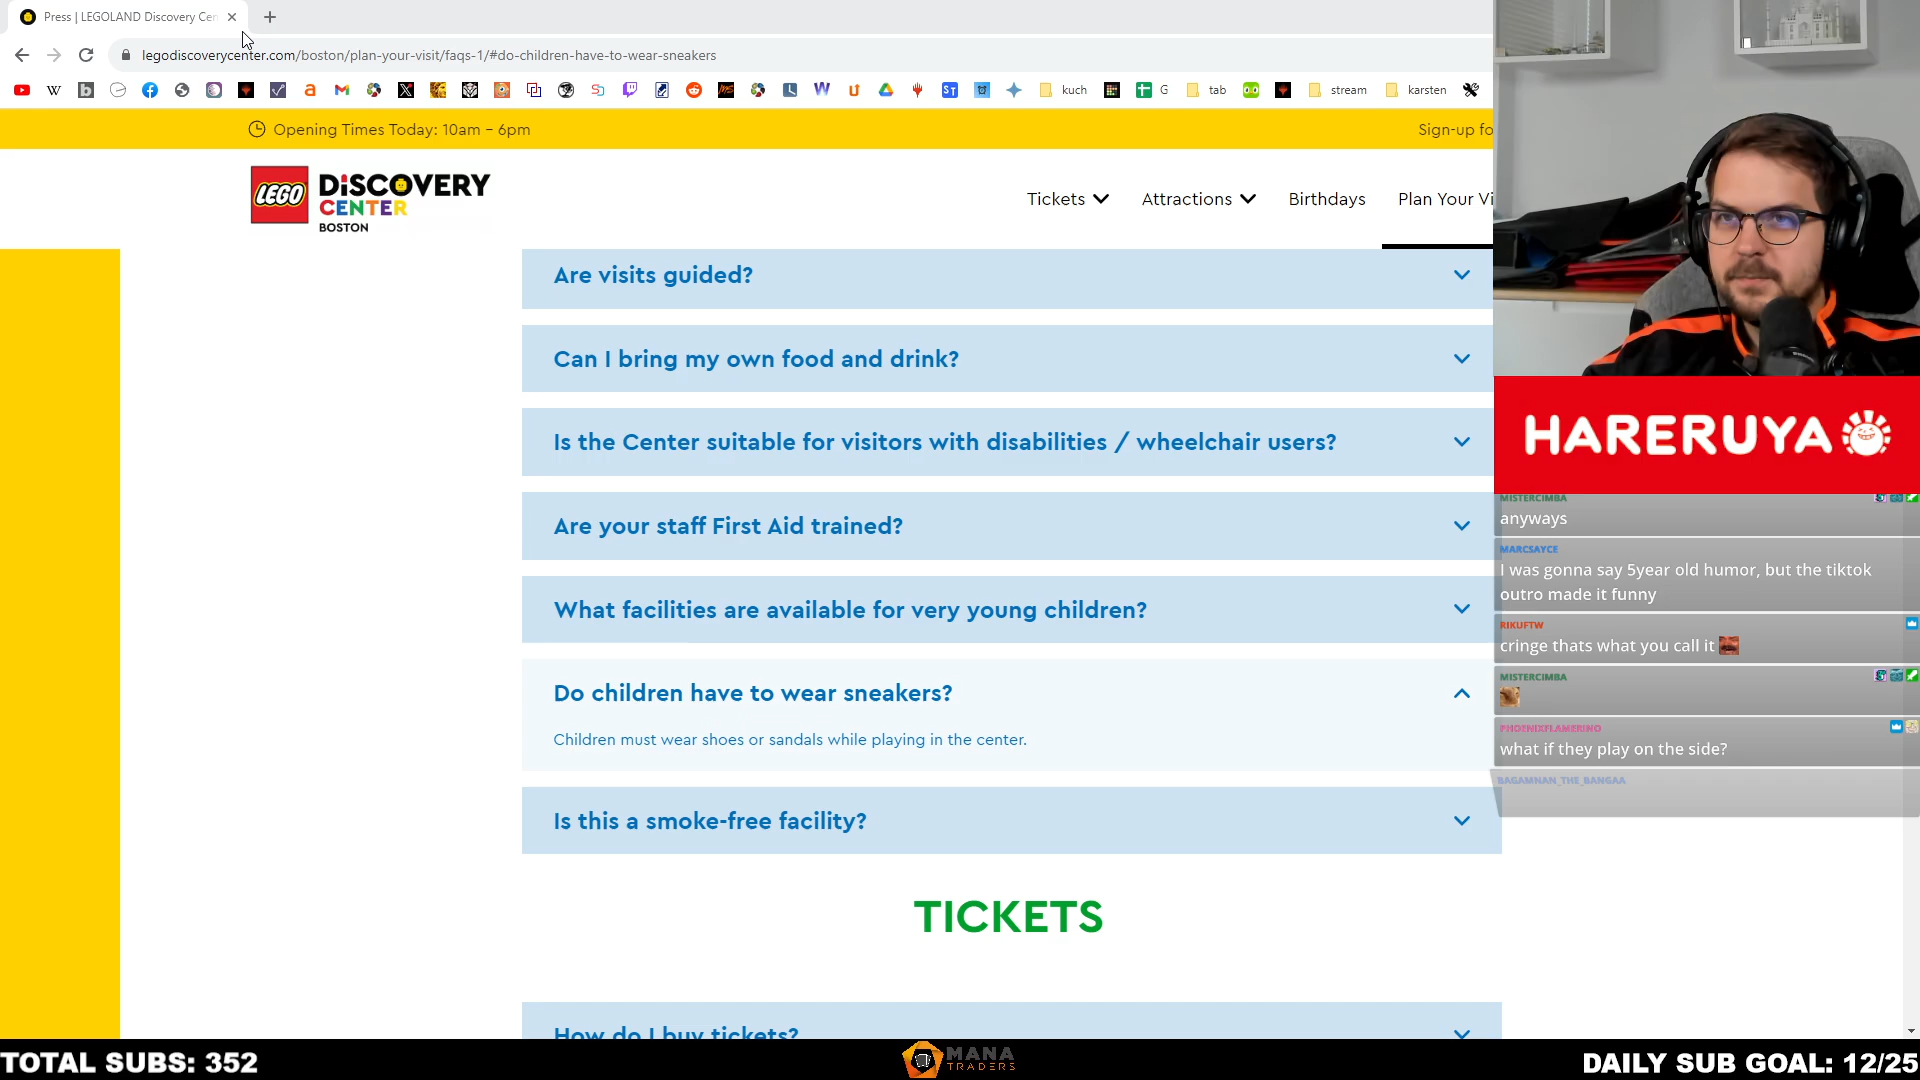 Press | LEGOLAND Discovery Cen
legodiscoverycenter.com/boston/plan-your-visit/faqs-1/#do-children-have-to-wear-sneakers
kuch
G
tab
stream
karsten
Opening Times Today: 10am - 6pm
Sign-up fo
LEGO DiSCOVERY
CENTER
BOSTON
Tickets
Attractions
Birthdays
Plan Your Vi
Are visits guided?
Can I bring my own food and drink?
Is the Center suitable for visitors with disabilities / wheelchair users?
Are your staff First Aid trained?
What facilities are available for very young children?
Do children have to wear sneakers?
Children must wear shoes or sandals while playing in the center.
Is this a smoke-free facility?
TICKETS
How do I buy tickets?
HARERUYA
MISTERCIMBA
anyways
MARCSAYCE
I was gonna say 5year old humor, but the tiktok
outro made it funny
RIKUFTW
cringe thats what you call it
MISTERCIMBA
PHOENIXFLAMERINO
what if they play on the side?
BAGAMNAN_THE_BANGAA
TOTAL SUBS: 352
MANA
TRADERS
DAILY SUB GOAL: 12/25